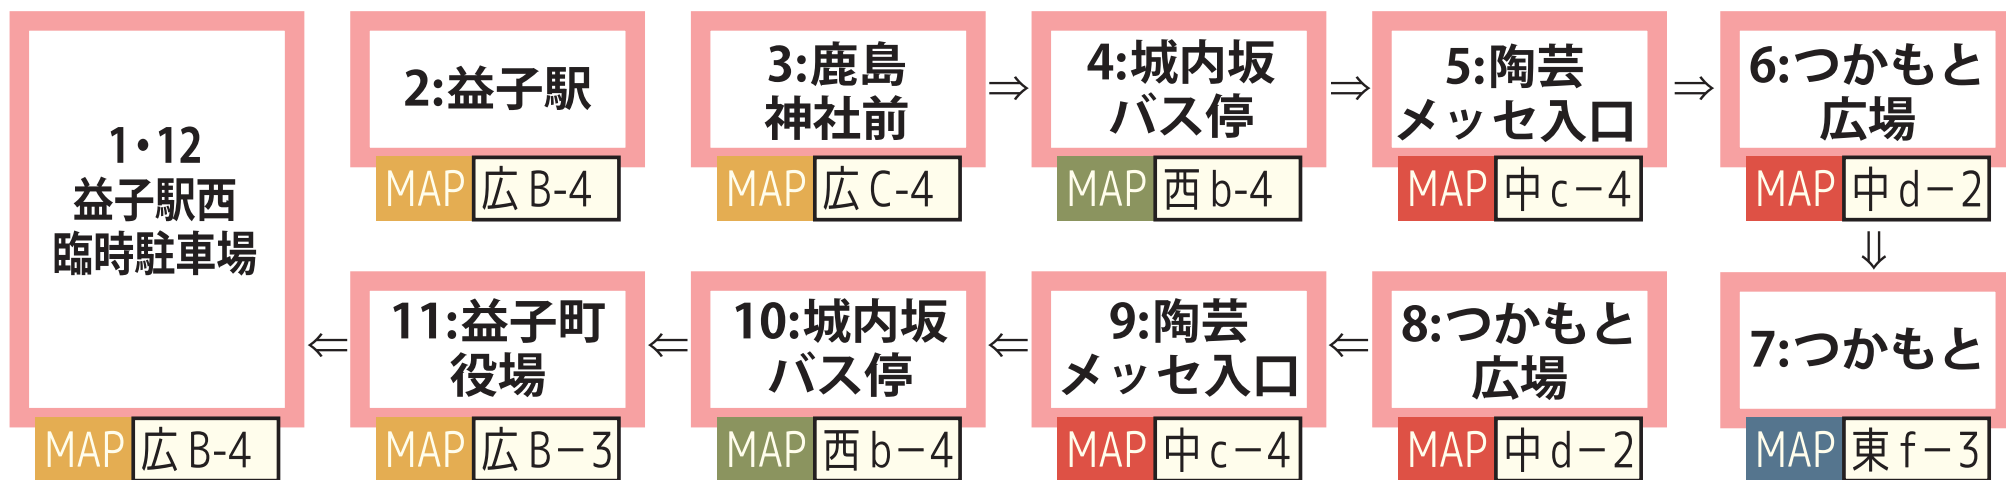 1・12
益子駅西
臨時駐車場
MAP 広 B-4
2:益子駅
MAP 広 B-4
3:鹿島
神社前
MAP 広 C-4
⇒
4:城内坂
バス停
MAP 西 b-4
⇒
5:陶芸
メッセ入口
MAP 中 c−4
⇒
6:つかもと
広場
MAP 中 d−2
⇓
7:つかもと
MAP 東 f−3
8:つかもと
広場
MAP 中 d−2
⇐
9:陶芸
メッセ入口
MAP 中 c−4
⇐
10:城内坂
バス停
MAP 西 b−4
⇐
11:益子町
役場
MAP 広 B−3
⇐